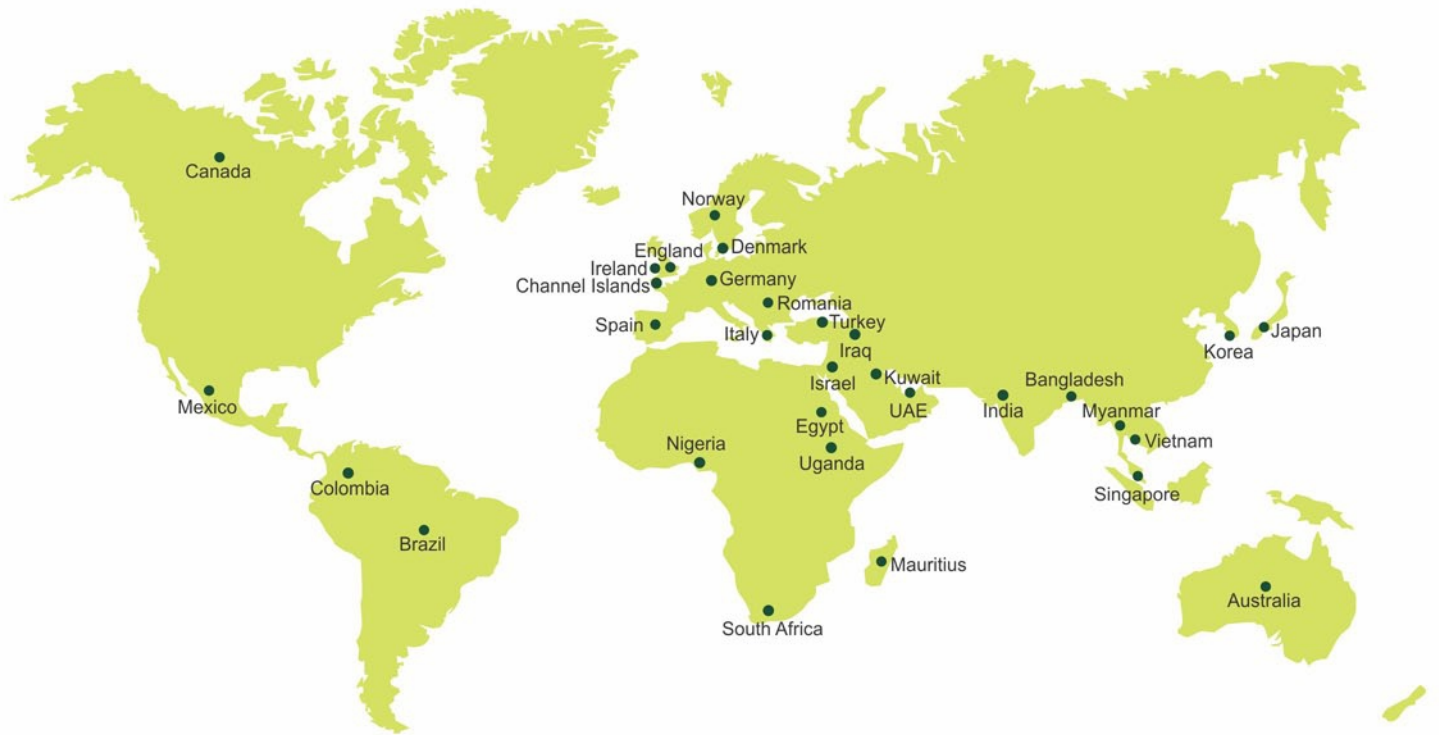 Canada
Norway
Denmark
England
Ireland
Germany
Channel Islands
Romania
Spain
Turkey
Italy
Japan
Korea
Iraq
Kuwait
Bangladesh
Israel
Mexico
UAE
India
Myanmar
Egypt
Vietnam
Nigeria
Uganda
Colombia
Singapore
Brazil
Mauritius
Australia
South Africa